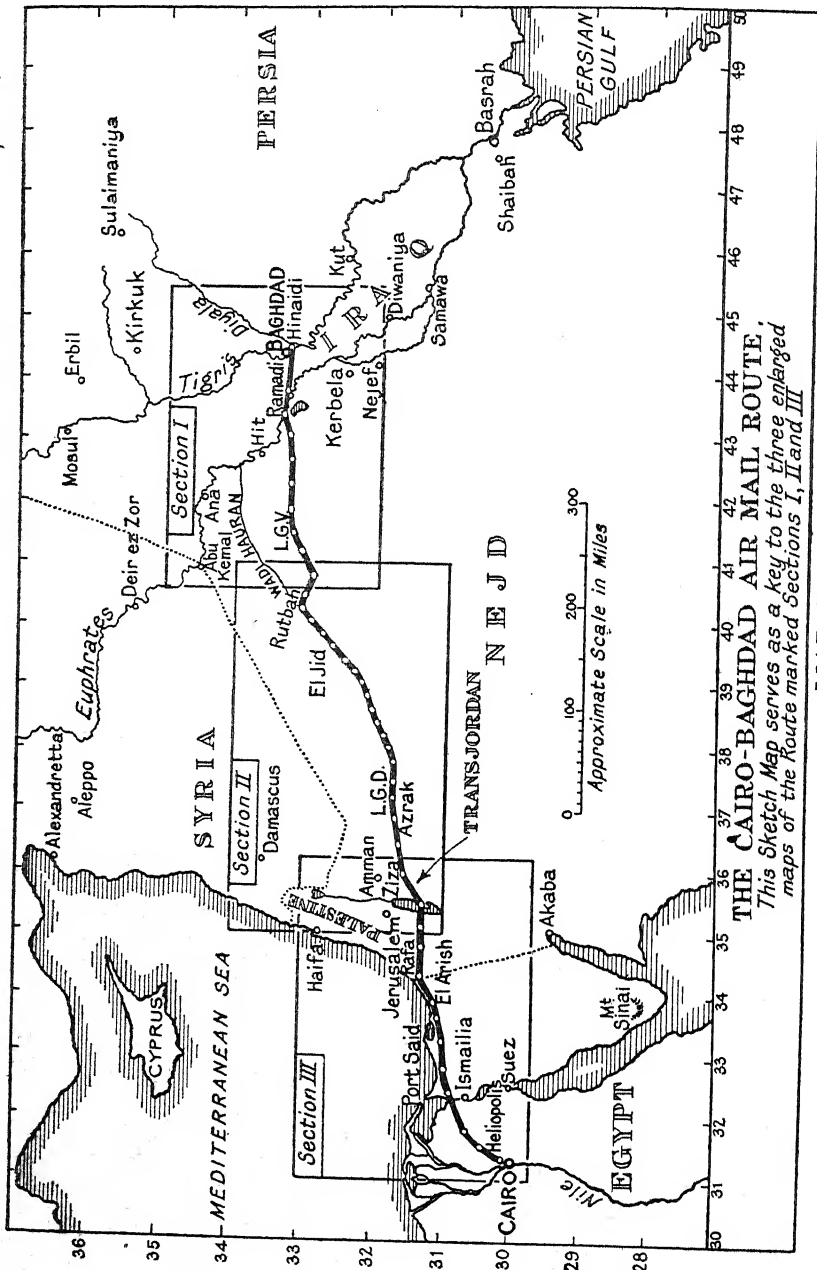 MEDITERRANEAN SEA
CYPRUS
Alexandretta
Aleppo
SYRIA
Euphrates
Deir ez Zor
Mosul
Erbil
Kirkuk
Sulaimaniya
PERSIA
Section I
Tigris
Diyala
BAGHDAD
Hinaidi
Ramadi
Hit
Ana
Abu
Kemal
WADI HAURAN
L.G.V.
Rutbah
El Jid
Kut
IRAQ
Kerbela
Nejef
Diwaniya
Samawa
Basrah
Shaibah
PERSIAN
GULF
Section II
Damascus
L.G.D.
Azrak
Amman
Ziza
TRANSJORDAN
NEJD
PALESTINE
Haifa
Jerusalem
Rafa
El Arish
Section III
Port Said
Ismailia
Suez
Heliopolis
CAIRO
Nile
EGYPT
Mt
Sinai
Akaba
0 100 200 300
Approximate Scale in Miles
36
35
34
33
32
31
30
29
28
30 31 32 33 34 35 36 37 38 39 40 41 42 43 44 45 46 47 48 49 50
THE CAIRO-BAGHDAD AIR MAIL ROUTE.
This Sketch Map serves as a key to the three enlarged
maps of the Route marked Sections I, II and III